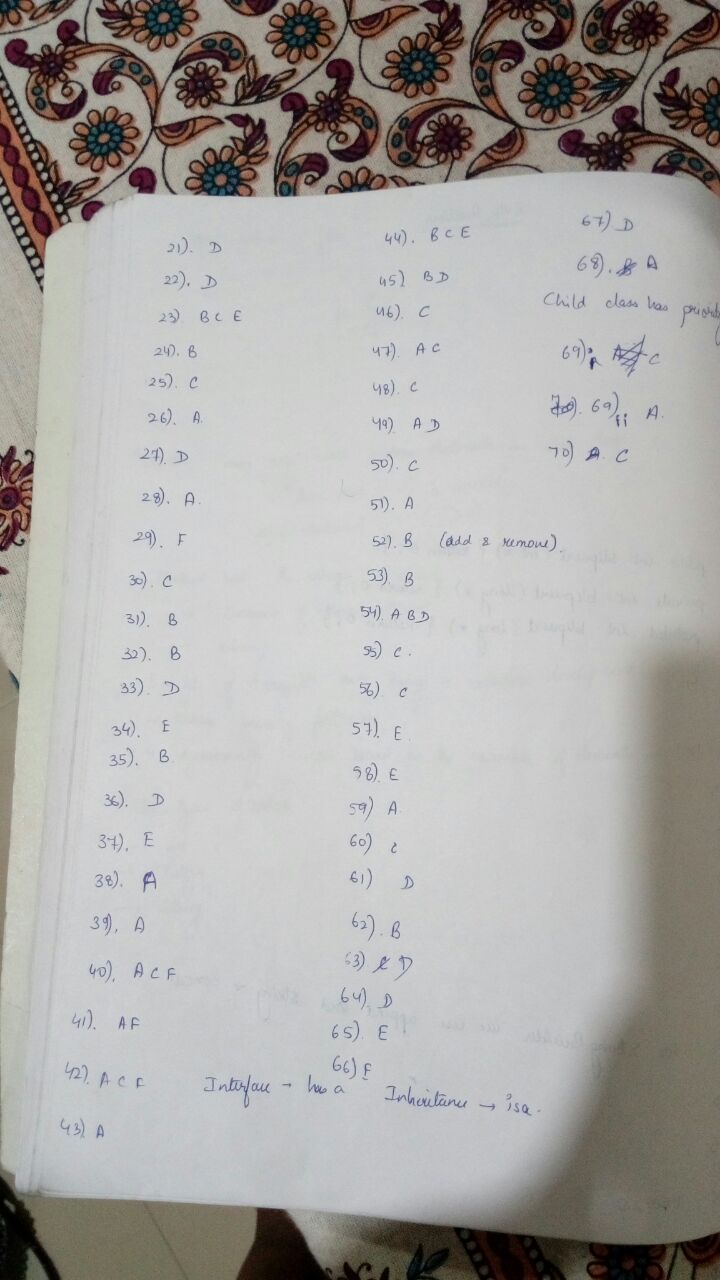 21). D
22). D
23) B C E
24). B
25). C
26). A.
27). D
28). A.
29). F
30). C
31). B
32). B
33). D
34). E
35). B.
36). D
37). E
38). A
39). A
40). A C F
41). A F
42). A C F
Interface → has a
Inheritance → isa.
43). A
44). B C E
45) B D
46). C
47). A C
48). C
49). A D
50). C
51). A
52). B (add & remove).
53). B
54). A B D
55) C.
56). C
57). E.
58). E
59) A.
60) C
61) D
62). B
63) D
64). D
65). E
66) E
67) D
68). A
Child class has priority
69) i C
69) ii A.
70) C